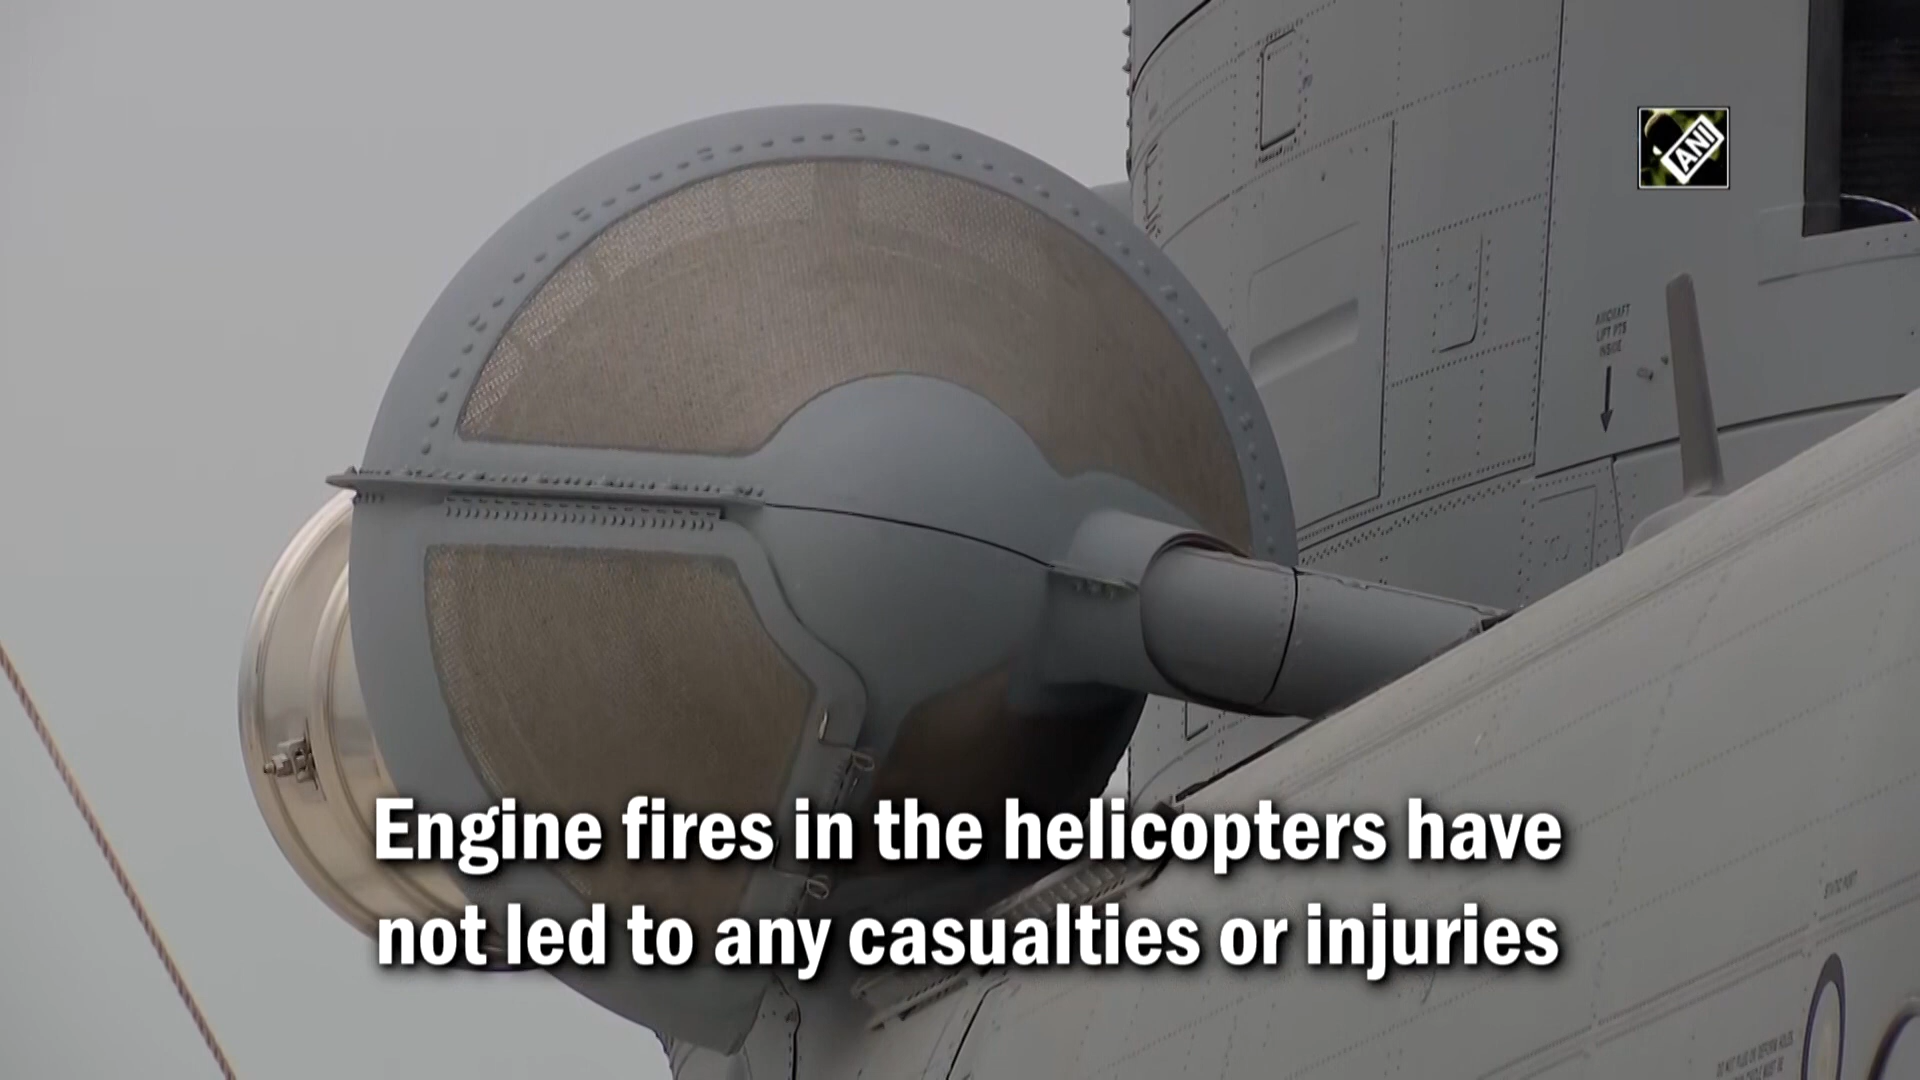 ANI
AIRCRAFT
LIFT PTS
INSIDE
Engine fires in the helicopters have
not led to any casualties or injuries